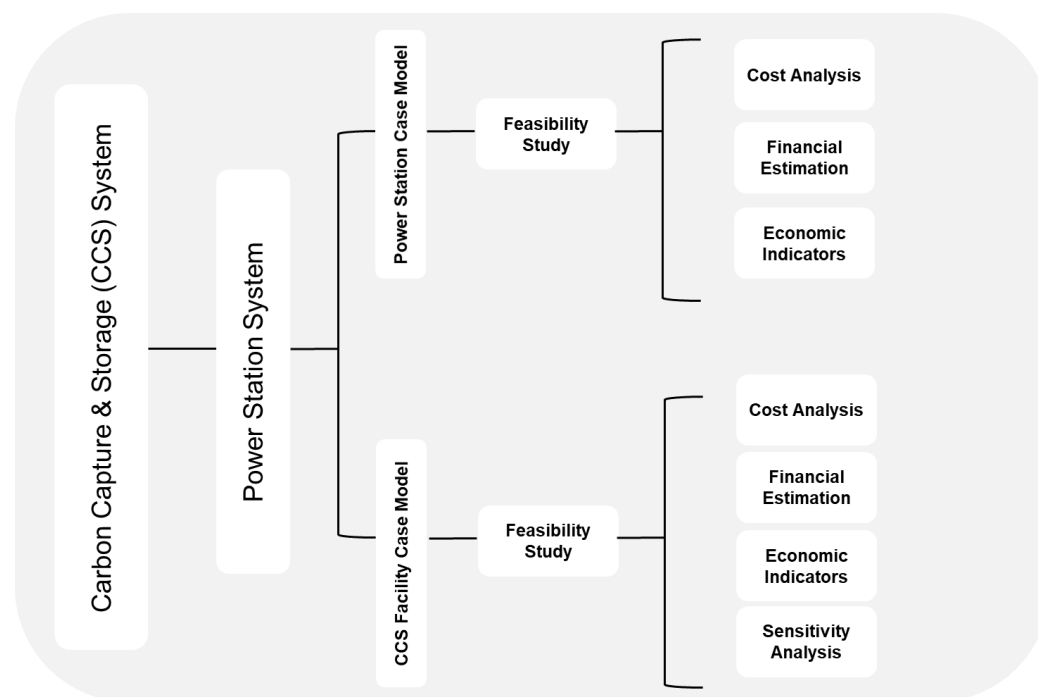 Carbon Capture & Storage (CCS) System
Power Station System
Power Station Case Model
Feasibility
Study
Cost Analysis
Financial
Estimation
Economic
Indicators
CCS Facility Case Model
Feasibility
Study
Cost Analysis
Financial
Estimation
Economic
Indicators
Sensitivity
Analysis